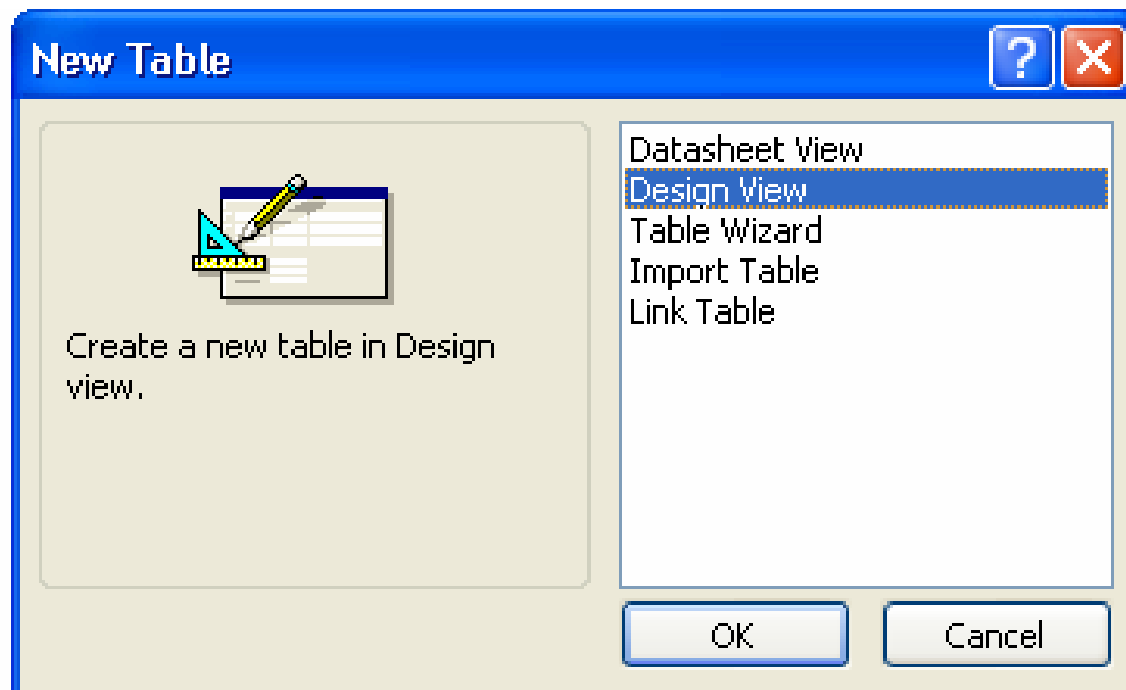 New Table
Create a new table in Design
view.
Datasheet View
Design View
Table Wizard
Import Table
Link Table
OK
Cancel